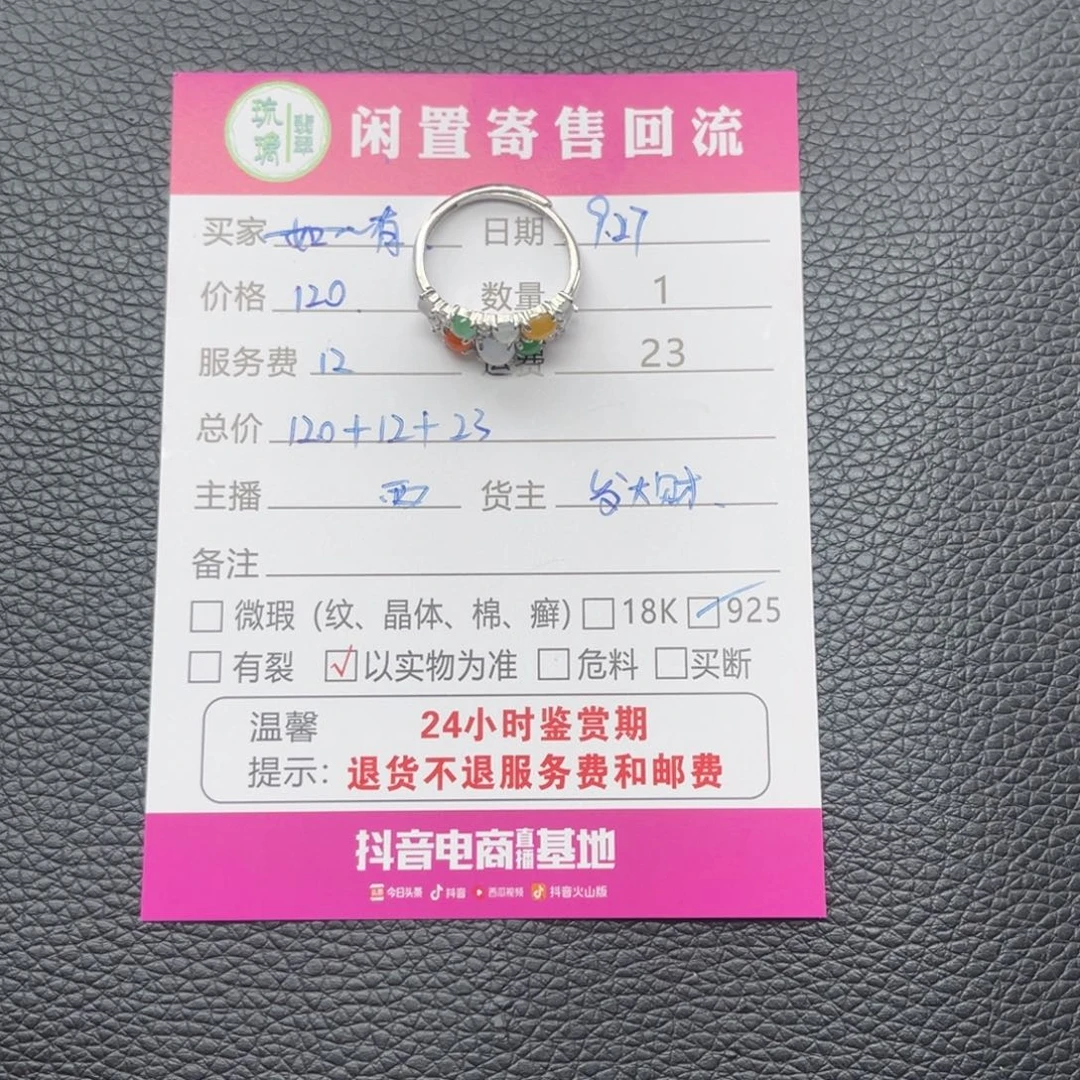 琉璃 翡翠 闲置寄售回流
买家 如一有 日期 9.27
价格 120 数量 1
服务费 12 费 23
总价 120+12+23
主播 西 货主 发大财
备注
微瑕（纹、晶体、棉、癣） 18K 925
有裂 √ 以实物为准 危料 买断
温馨 24小时鉴赏期
提示: 退货不退服务费和邮费
抖音电商直播基地
今日头条 抖音 西瓜视频 抖音火山版